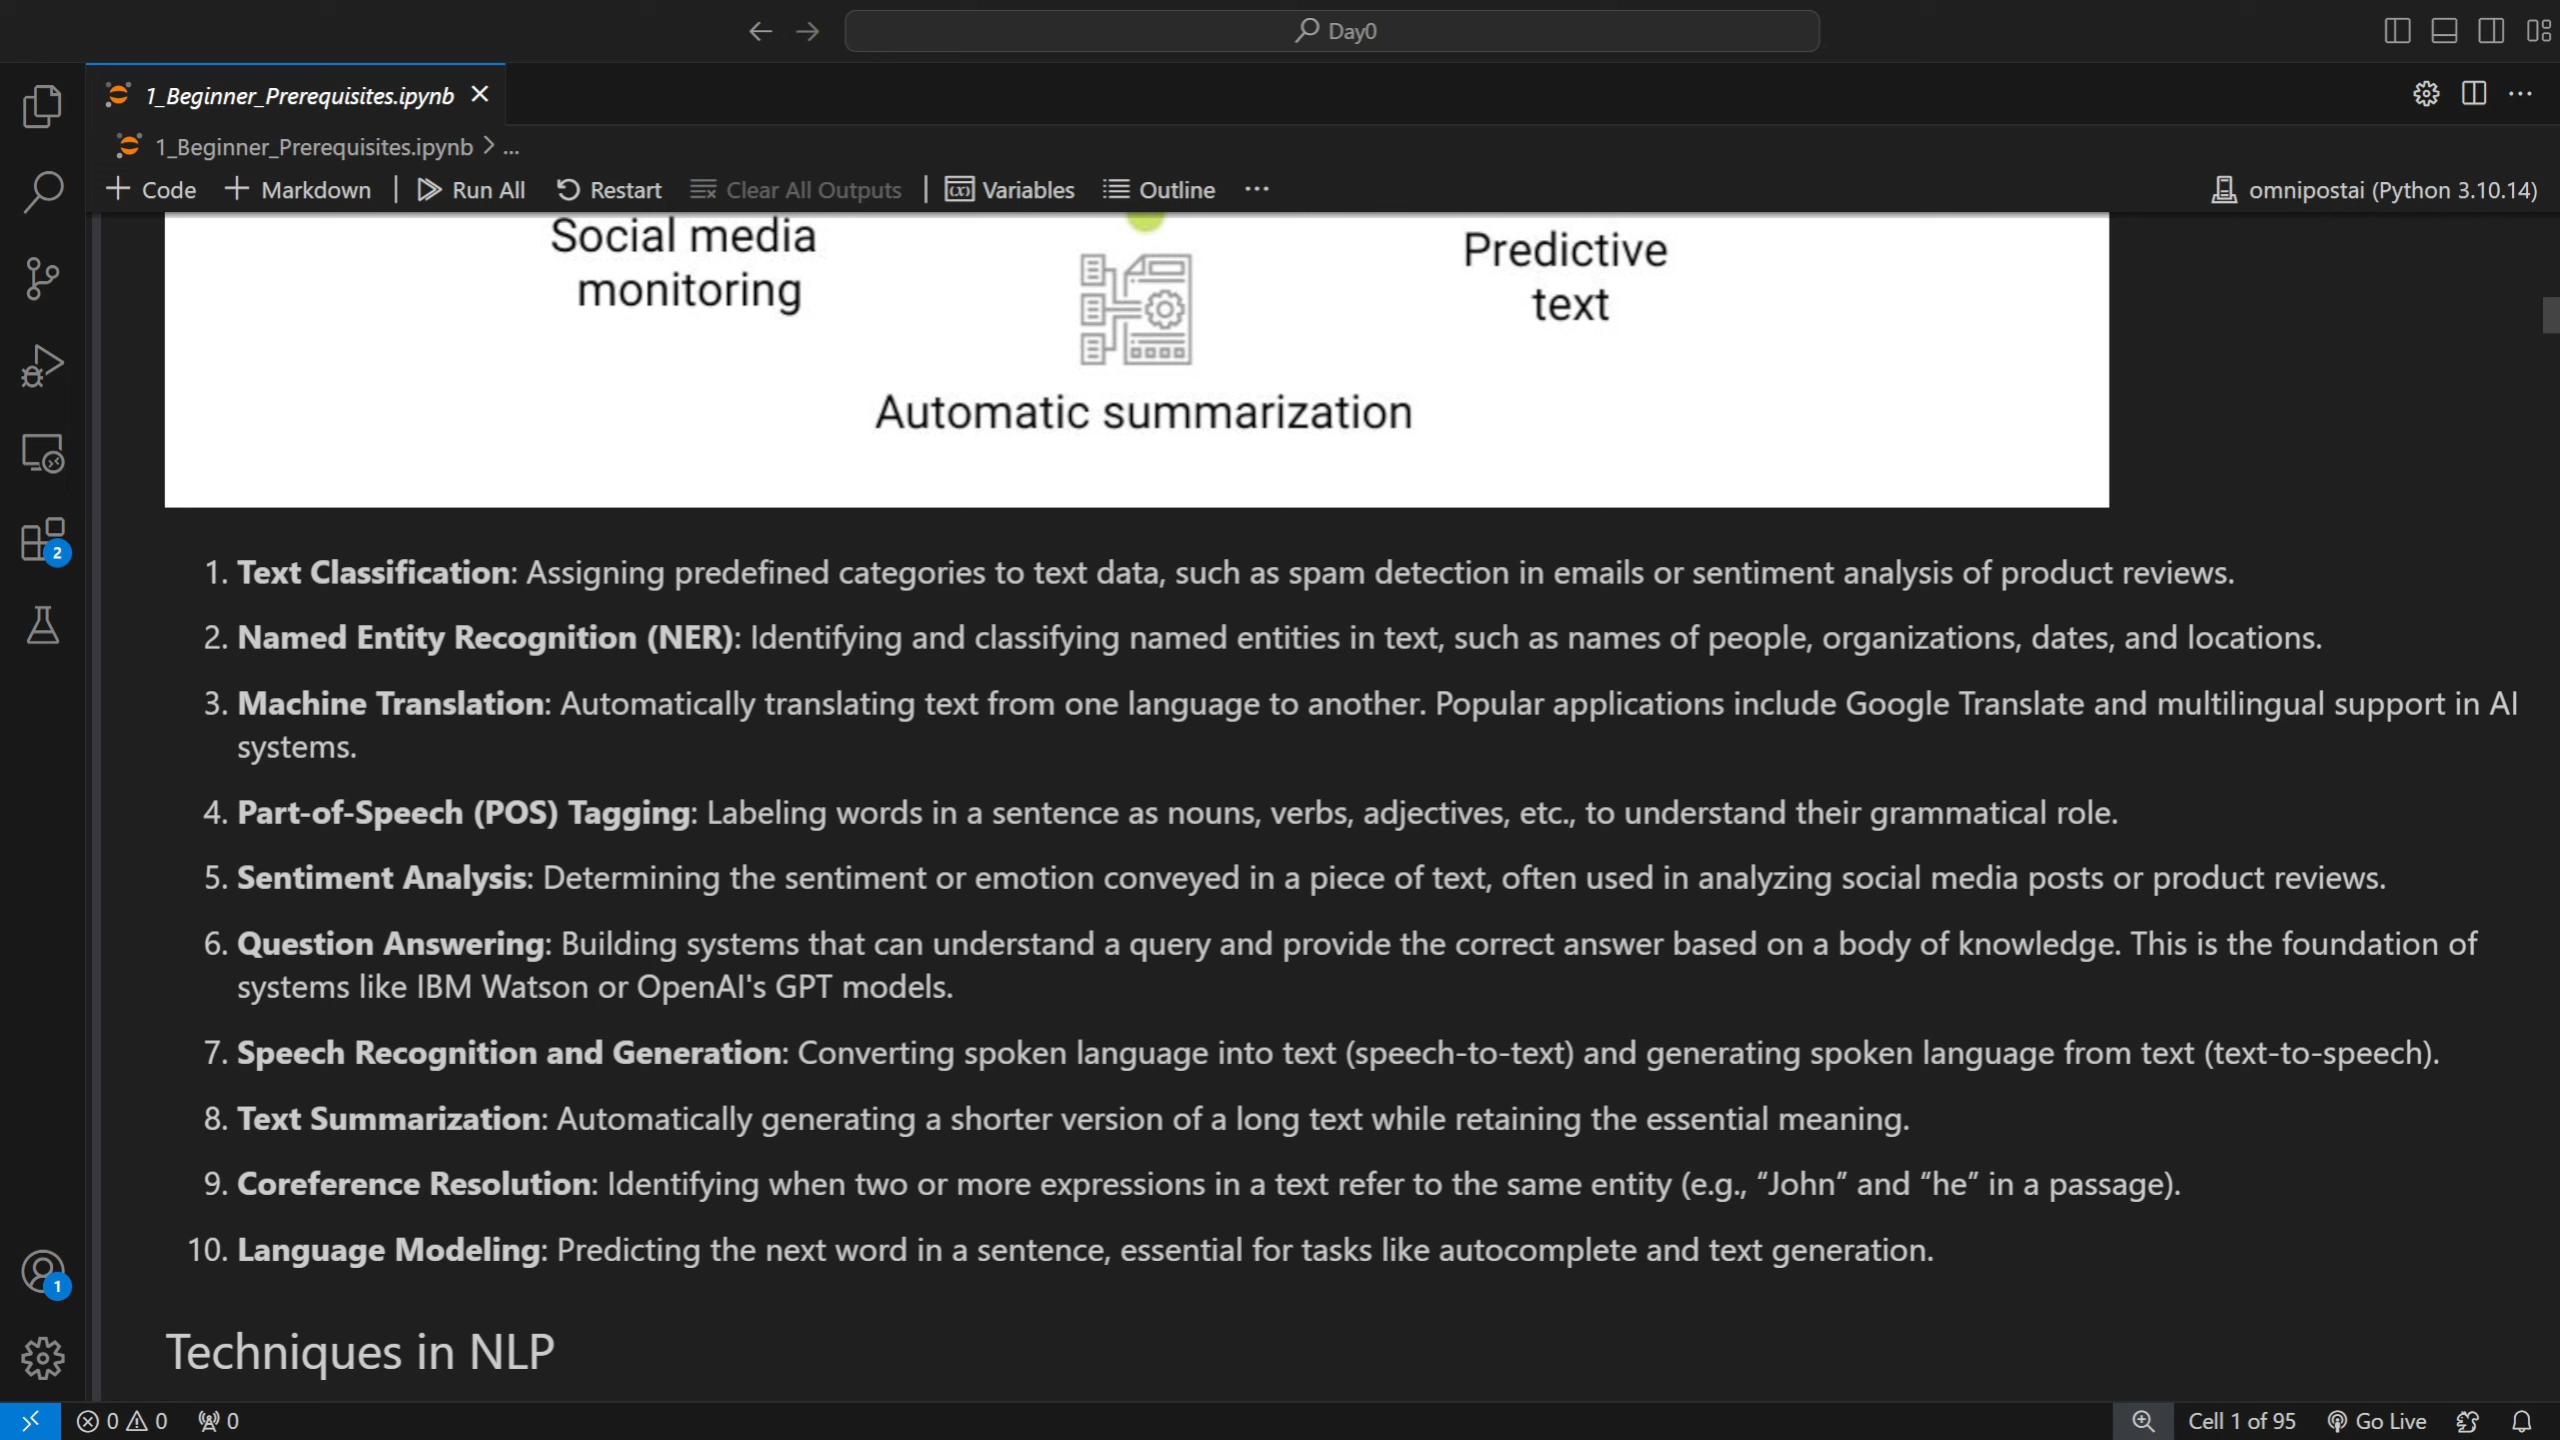 Day0
1_Beginner_Prerequisites.ipynb
1_Beginner_Prerequisites.ipynb > ...
Code Markdown Run All Restart Clear All Outputs Variables Outline ... omnipostai (Python 3.10.14)
Social media
monitoring
Predictive
text
Automatic summarization
1. Text Classification: Assigning predefined categories to text data, such as spam detection in emails or sentiment analysis of product reviews.
2. Named Entity Recognition (NER): Identifying and classifying named entities in text, such as names of people, organizations, dates, and locations.
3. Machine Translation: Automatically translating text from one language to another. Popular applications include Google Translate and multilingual support in AI
systems.
4. Part-of-Speech (POS) Tagging: Labeling words in a sentence as nouns, verbs, adjectives, etc., to understand their grammatical role.
5. Sentiment Analysis: Determining the sentiment or emotion conveyed in a piece of text, often used in analyzing social media posts or product reviews.
6. Question Answering: Building systems that can understand a query and provide the correct answer based on a body of knowledge. This is the foundation of
systems like IBM Watson or OpenAI's GPT models.
7. Speech Recognition and Generation: Converting spoken language into text (speech-to-text) and generating spoken language from text (text-to-speech).
8. Text Summarization: Automatically generating a shorter version of a long text while retaining the essential meaning.
9. Coreference Resolution: Identifying when two or more expressions in a text refer to the same entity (e.g., “John” and “he” in a passage).
10. Language Modeling: Predicting the next word in a sentence, essential for tasks like autocomplete and text generation.
Techniques in NLP
2
1
0 0 0 Cell 1 of 95 Go Live